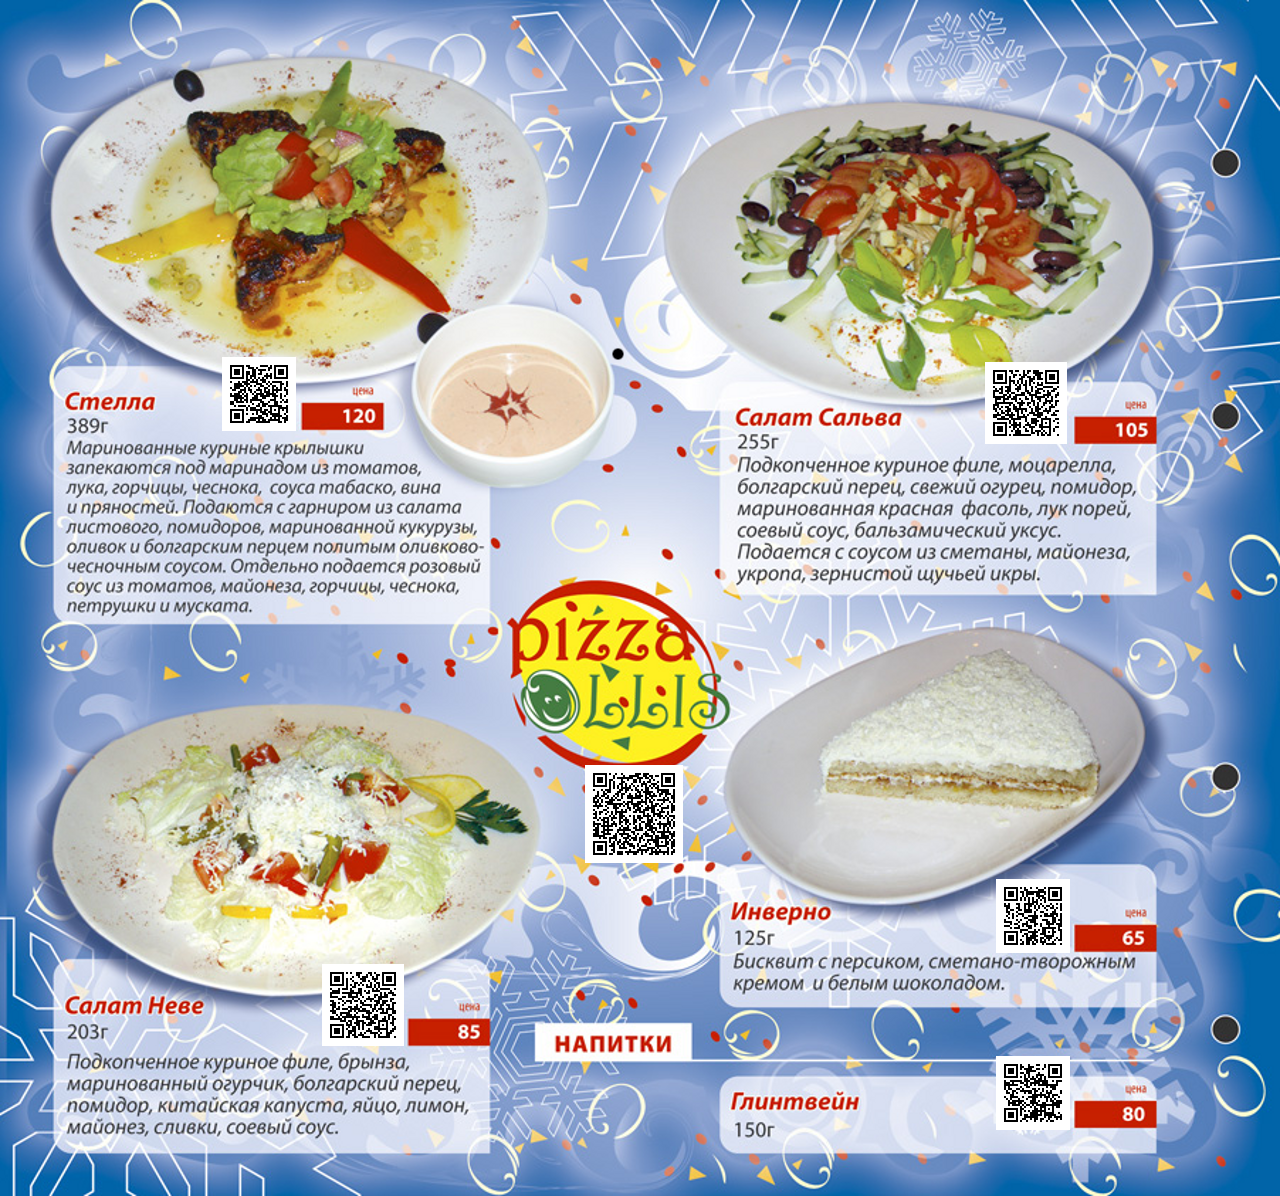 Стелла
389г
цена
120
Маринованные куриные крылышки
запекаются под маринадом из томатов,
лука, горчицы, чеснока, соуса табаско, вина
и пряностей. Подаются с гарниром из салата
листового, помидоров, маринованной кукурузы,
оливок и болгарским перцем политым оливково-
чесночным соусом. Отдельно подается розовый
соус из томатов, майонеза, горчицы, чеснока,
петрушки и муската.
Салат Сальва
255г
цена
105
Подкопченное куриное филе, моцарелла,
болгарский перец, свежий огурец, помидор,
маринованная красная фасоль, лук порей,
соевый соус, бальзамический уксус.
Подается с соусом из сметаны, майонеза,
укропа, зернистой щучьей икры.
pizza
OLLIS
Салат Неве
203г
цена
85
Подкопченное куриное филе, брынза,
маринованный огурчик, болгарский перец,
помидор, китайская капуста, яйцо, лимон,
майонез, сливки, соевый соус.
Инверно
125г
цена
65
Бисквит с персиком, сметано-творожным
кремом и белым шоколадом.
НАПИТКИ
Глинтвейн
150г
цена
80